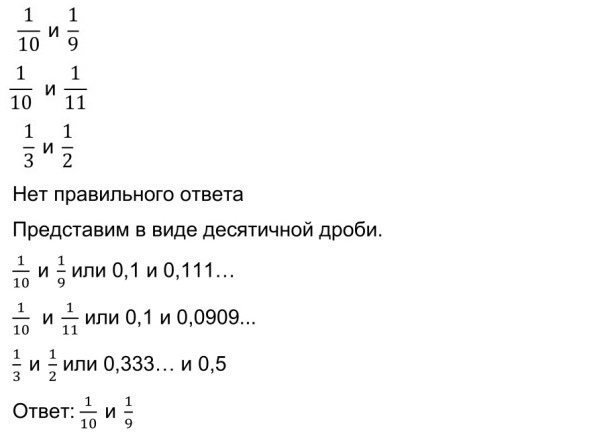 1/10 и 1/9
1/10 и 1/11
1/3 и 1/2
Нет правильного ответа
Представим в виде десятичной дроби.
1/10 и 1/9 или 0,1 и 0,111…
1/10 и 1/11 или 0,1 и 0,0909...
1/3 и 1/2 или 0,333… и 0,5
Ответ: 1/10 и 1/9